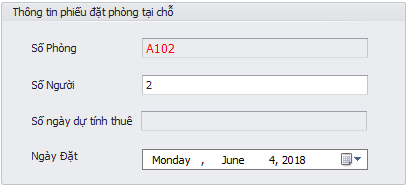 Thông tin phiếu đặt phòng tại chỗ
Số Phòng A102
Số Người 2
Số ngày dự tính thuê
Ngày Đặt Monday , June 4, 2018